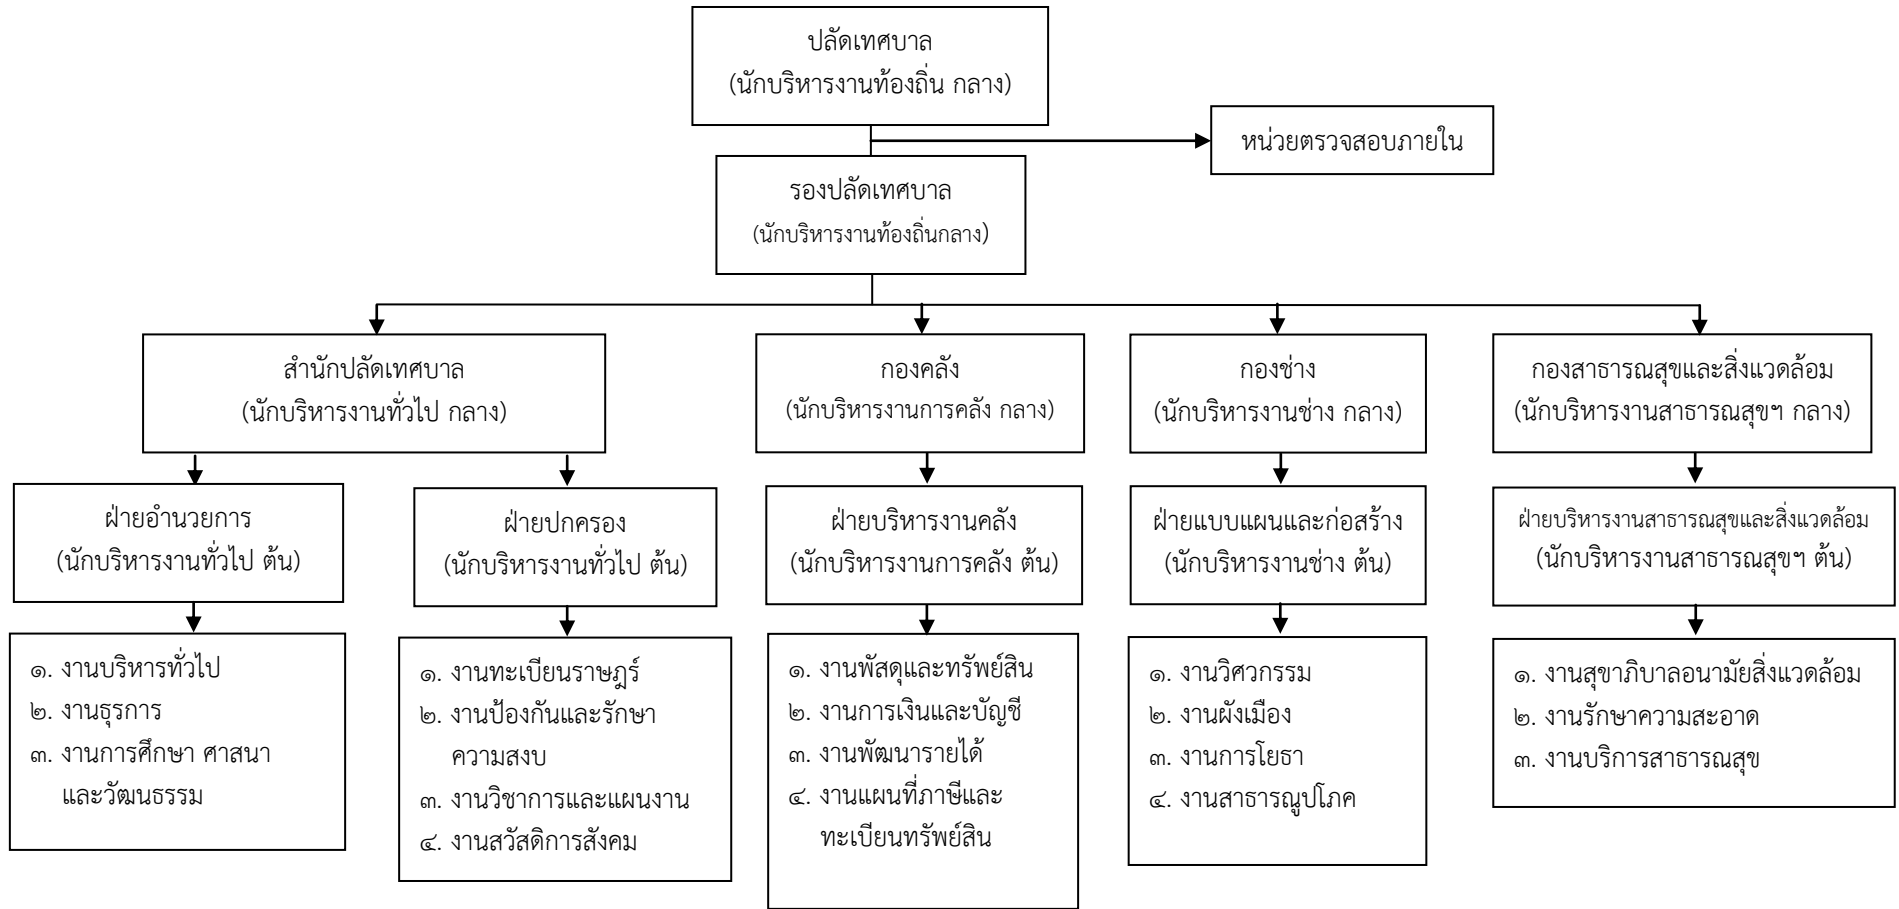 ปลัดเทศบาล
(นักบริหารงานท้องถิ่น กลาง)
หน่วยตรวจสอบภายใน
รองปลัดเทศบาล
(นักบริหารงานท้องถิ่นกลาง)
สำนักปลัดเทศบาล
(นักบริหารงานทั่วไป กลาง)
กองคลัง
(นักบริหารงานการคลัง กลาง)
กองช่าง
(นักบริหารงานช่าง กลาง)
กองสาธารณสุขและสิ่งแวดล้อม
(นักบริหารงานสาธารณสุขฯ กลาง)
ฝ่ายอำนวยการ
(นักบริหารงานทั่วไป ต้น)
ฝ่ายปกครอง
(นักบริหารงานทั่วไป ต้น)
ฝ่ายบริหารงานคลัง
(นักบริหารงานการคลัง ต้น)
ฝ่ายแบบแผนและก่อสร้าง
(นักบริหารงานช่าง ต้น)
ฝ่ายบริหารงานสาธารณสุขและสิ่งแวดล้อม
(นักบริหารงานสาธารณสุขฯ ต้น)
๑. งานบริหารทั่วไป
๒. งานธุรการ
๓. งานการศึกษา ศาสนา
และวัฒนธรรม
๑. งานทะเบียนราษฎร์
๒. งานป้องกันและรักษา
ความสงบ
๓. งานวิชาการและแผนงาน
๔. งานสวัสดิการสังคม
๑. งานพัสดุและทรัพย์สิน
๒. งานการเงินและบัญชี
๓. งานพัฒนารายได้
๔. งานแผนที่ภาษีและ
ทะเบียนทรัพย์สิน
๑. งานวิศวกรรม
๒. งานผังเมือง
๓. งานการโยธา
๔. งานสาธารณูปโภค
๑. งานสุขาภิบาลอนามัยสิ่งแวดล้อม
๒. งานรักษาความสะอาด
๓. งานบริการสาธารณสุข